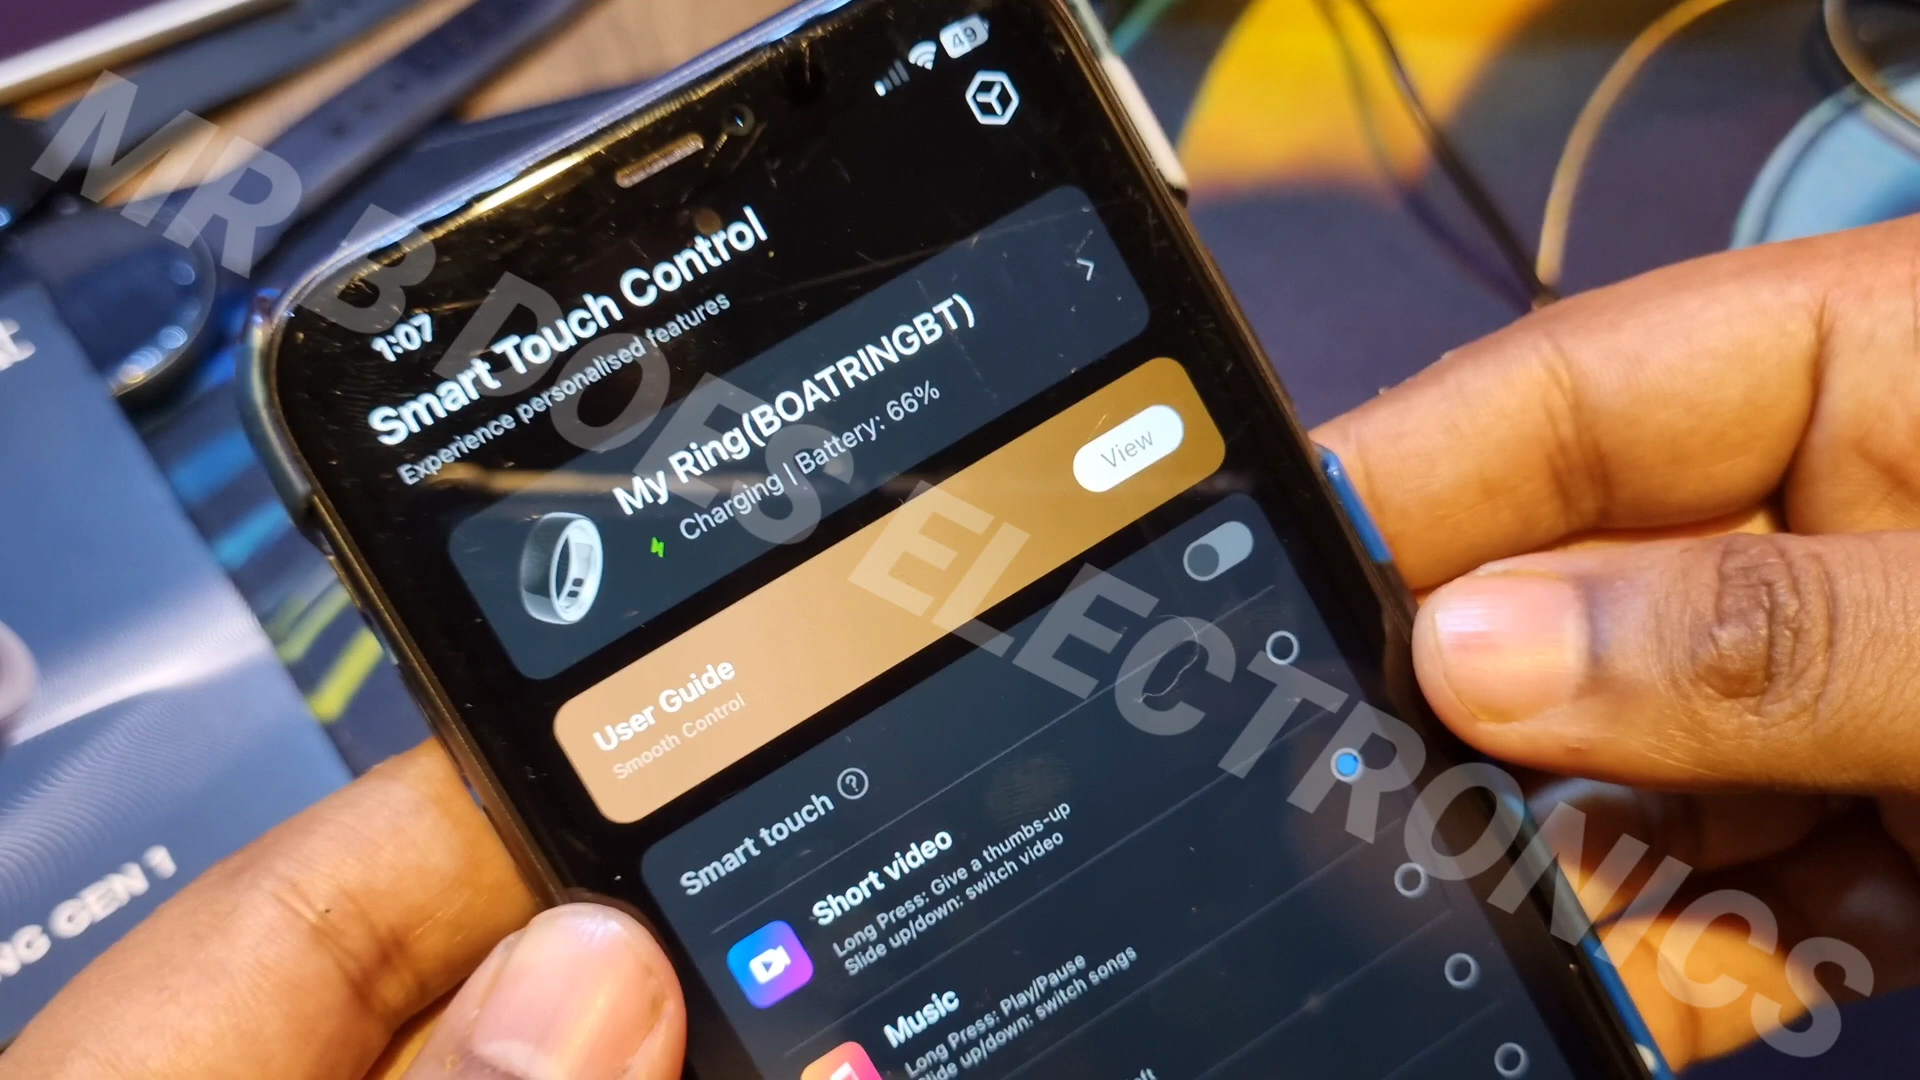 1:07
49
Smart Touch Control
Experience personalised features
My Ring(BOATRINGBT)
Charging | Battery: 66%
User Guide
Smooth Control
View
Smart touch ?
Short video
Long Press: Give a thumbs-up
Slide up/down: switch video
Music
Long Press: Play/Pause
Slide up/down: switch songs
GEN 1
MR B DOES ELECTRONICS